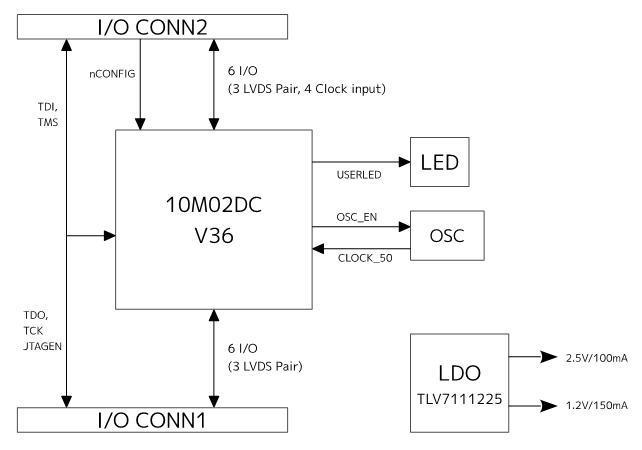 I/O CONN2
nCONFIG
6 I/O
(3 LVDS Pair, 4 Clock input)
TDI,
TMS
10M02DC
V36
USERLED
LED
OSC_EN
OSC
CLOCK_50
TDO,
TCK
JTAGEN
6 I/O
(3 LVDS Pair)
LDO
TLV7111225
2.5V/100mA
1.2V/150mA
I/O CONN1